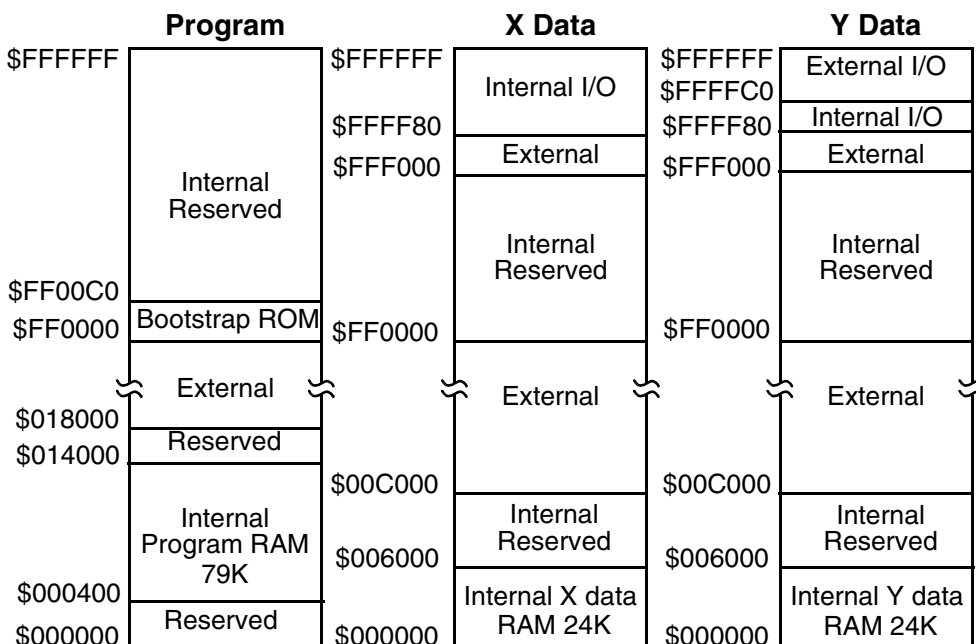 Program
$FFFFFF
Internal
Reserved
$FF00C0
Bootstrap ROM
$FF0000
External
$018000
Reserved
$014000
Internal
Program RAM
79K
$000400
Reserved
$000000
X Data
$FFFFFF
Internal I/O
$FFFF80
External
$FFF000
Internal
Reserved
$FF0000
External
$00C000
Internal
Reserved
$006000
Internal X data
RAM 24K
$000000
Y Data
$FFFFFF
External I/O
$FFFFC0
Internal I/O
$FFFF80
External
$FFF000
Internal
Reserved
$FF0000
External
$00C000
Internal
Reserved
$006000
Internal Y data
RAM 24K
$000000